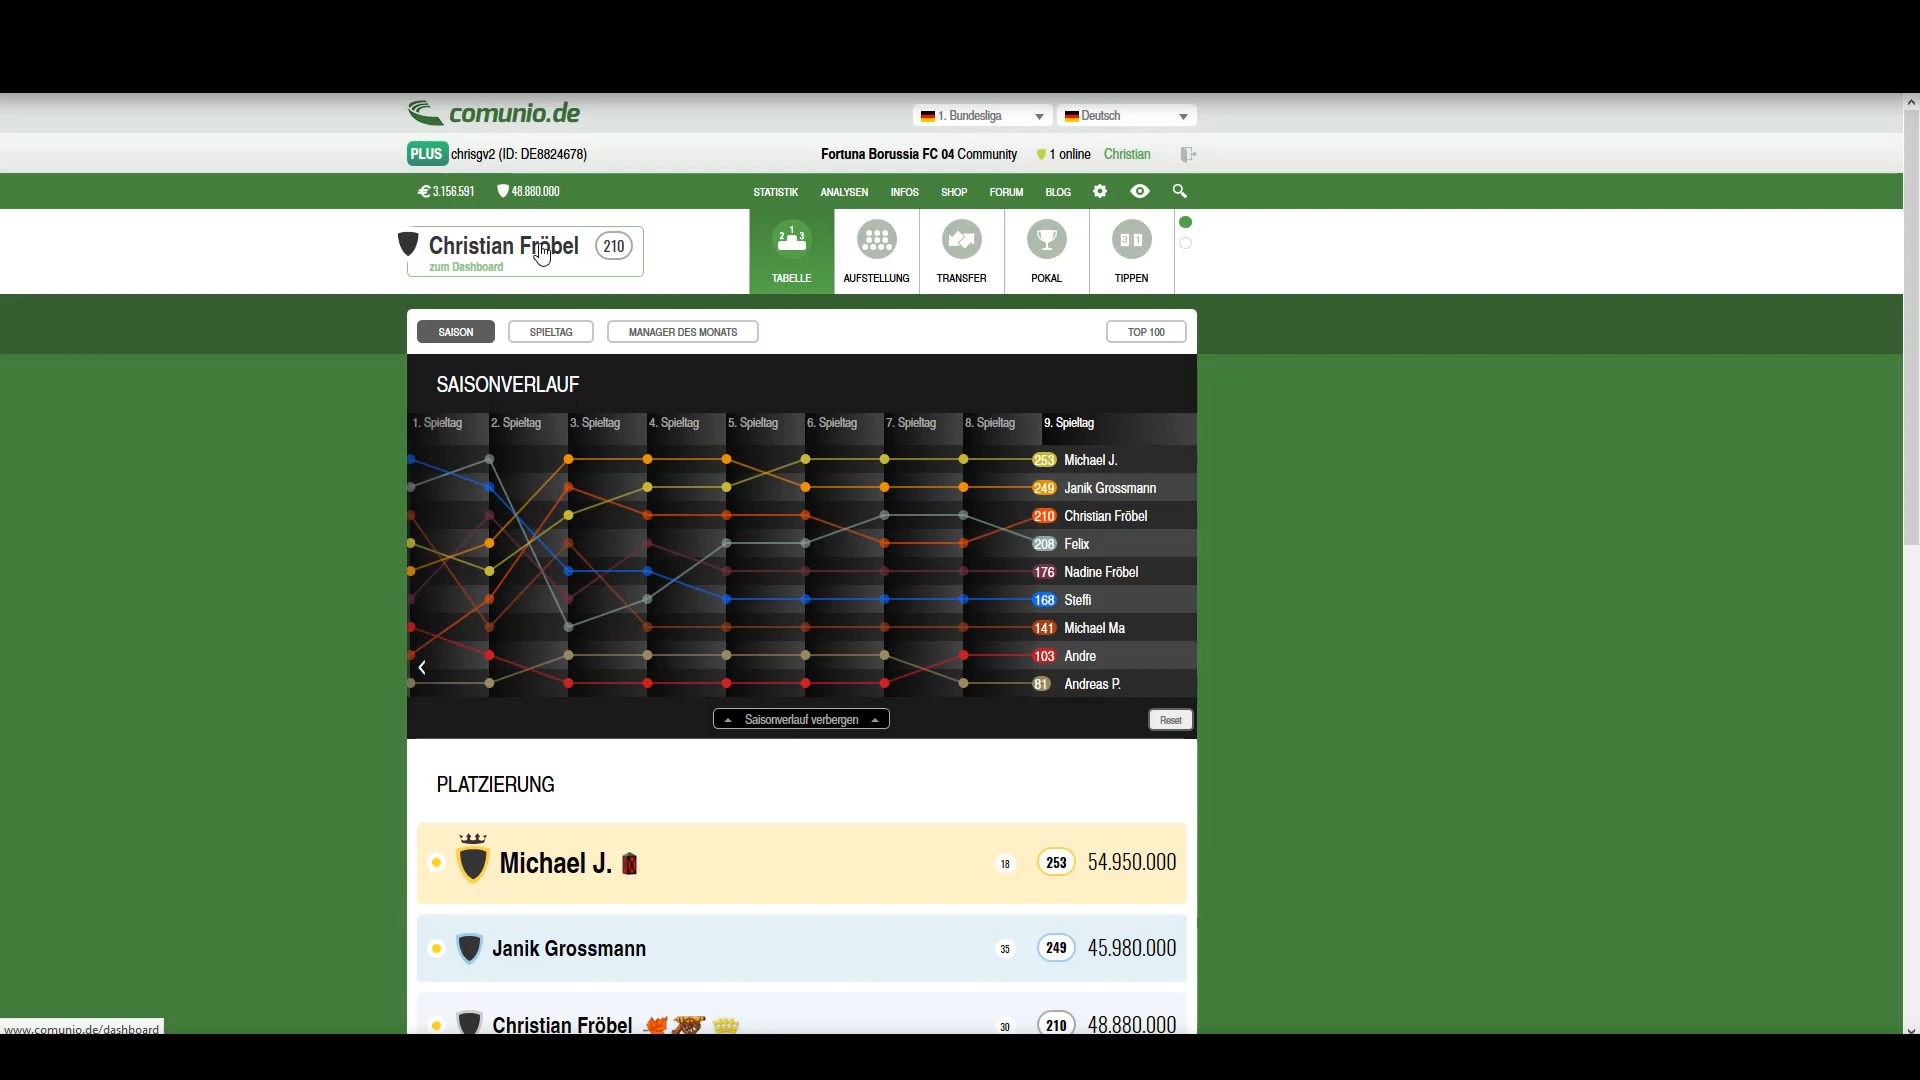 comunio.de
1. Bundesliga
Deutsch
PLUS chrisgv2 (ID: DE8824678)
Fortuna Borussia FC 04 Community
1 online
Christian
3.156.591
48.880.000
STATISTIK
ANALYSEN
INFOS
SHOP
FORUM
BLOG
Christian Fröbel
210
zum Dashboard
2 1 3
TABELLE
AUFSTELLUNG
TRANSFER
POKAL
3 1
TIPPEN
SAISON
SPIELTAG
MANAGER DES MONATS
TOP 100
SAISONVERLAUF
1. Spieltag
2. Spieltag
3. Spieltag
4. Spieltag
5. Spieltag
6. Spieltag
7. Spieltag
8. Spieltag
9. Spieltag
253 Michael J.
249 Janik Grossmann
210 Christian Fröbel
208 Felix
176 Nadine Fröbel
168 Steffi
141 Michael Ma
103 Andre
81 Andreas P.
Saisonverlauf verbergen
Reset
PLATZIERUNG
Michael J.
18
253
54.950.000
Janik Grossmann
35
249
45.980.000
Christian Fröbel
30
210
48.880.000
www.comunio.de/dashboard